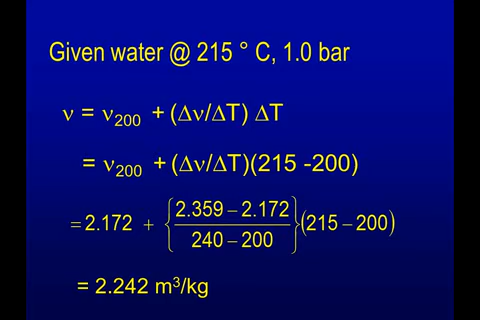 Given water @ 215 ° C, 1.0 bar
ν = ν₂₀₀ + (Δν/ΔT) ΔT
= ν₂₀₀ + (Δν/ΔT)(215 -200)
= 2.172 + {(2.359 – 2.172)/(240 – 200)}(215 – 200)
= 2.242 m³/kg